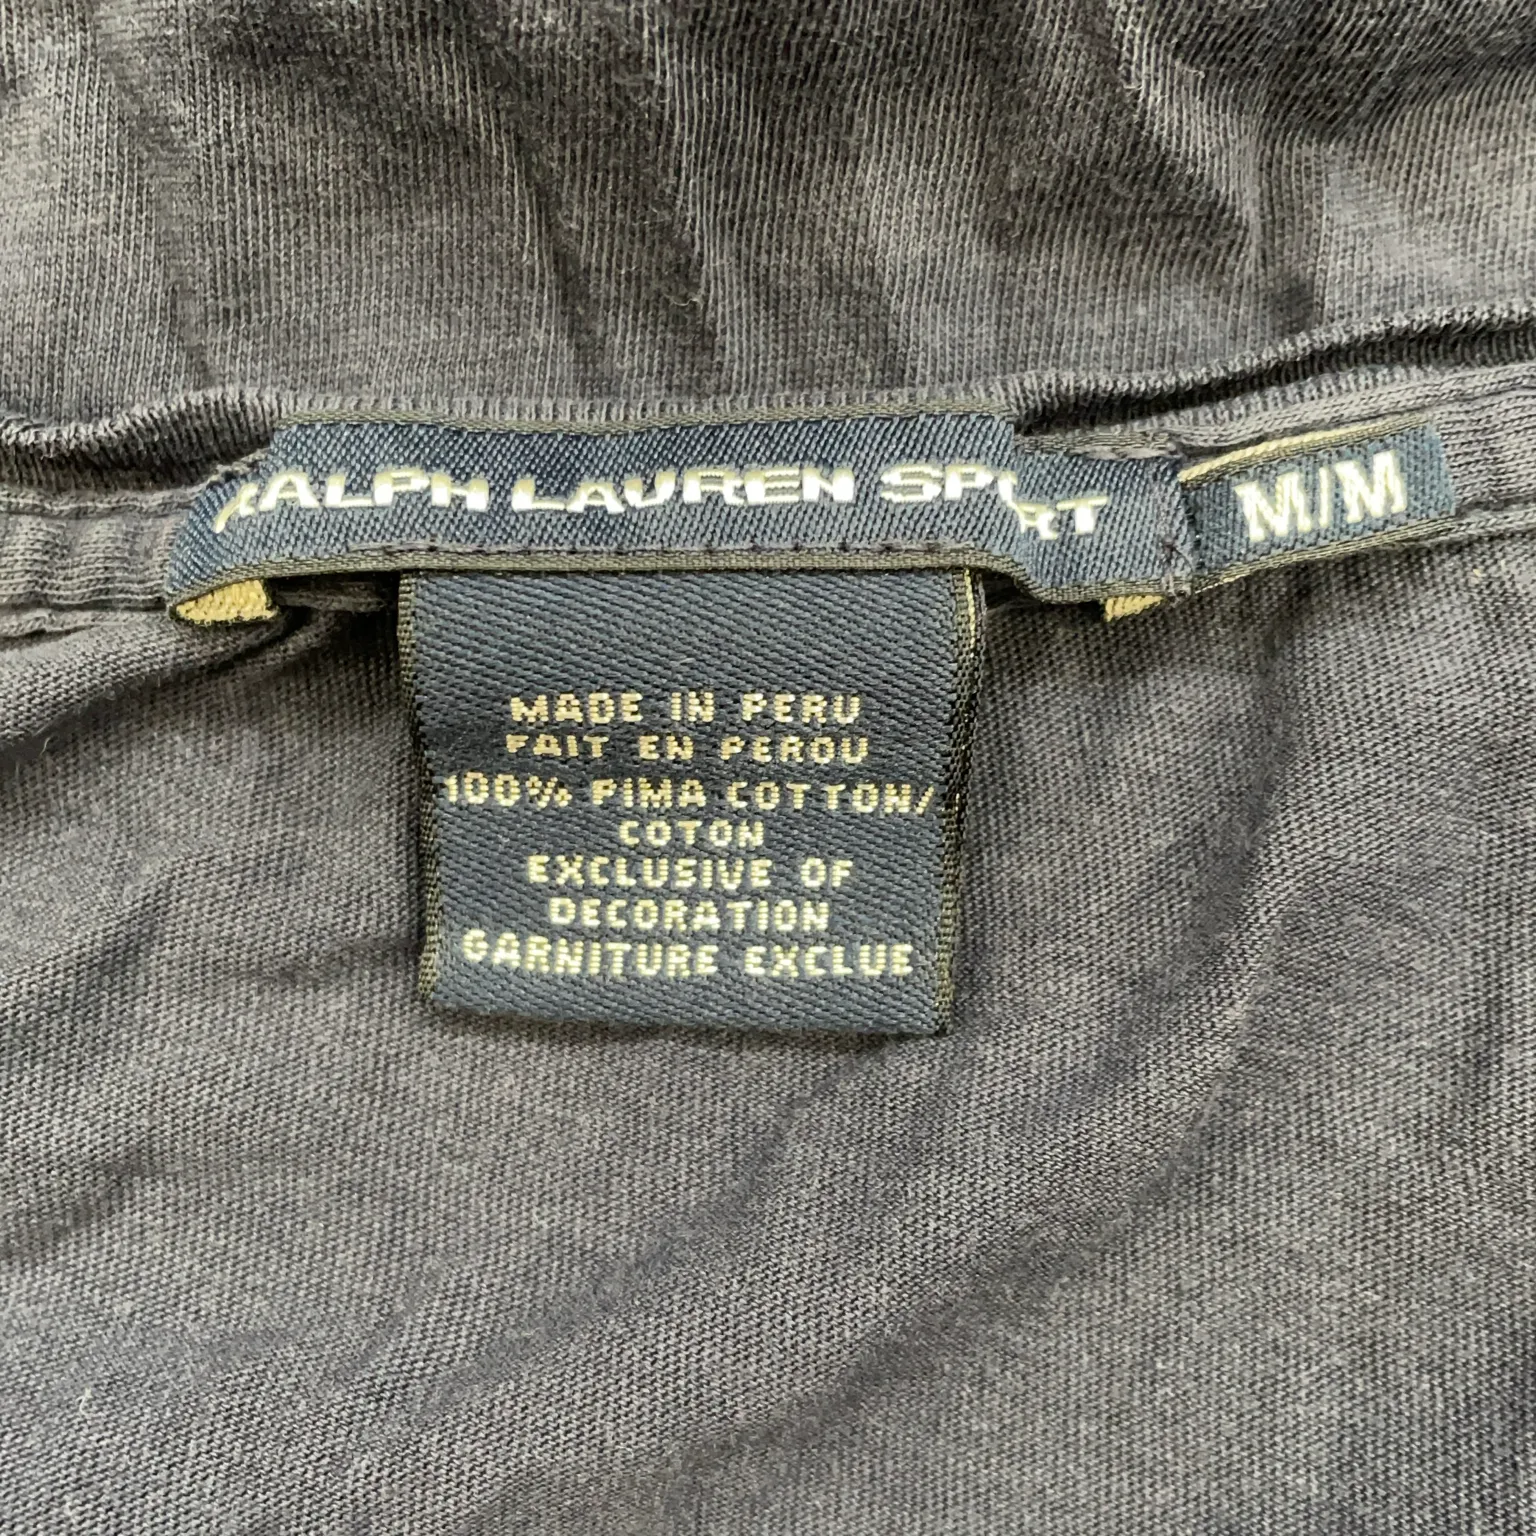 RALPH LAUREN SPORT M/M
MADE IN PERU
FAIT EN PEROU
100% PIMA COTTON/
COTON
EXCLUSIVE OF
DECORATION
GARNITURE EXCLUE